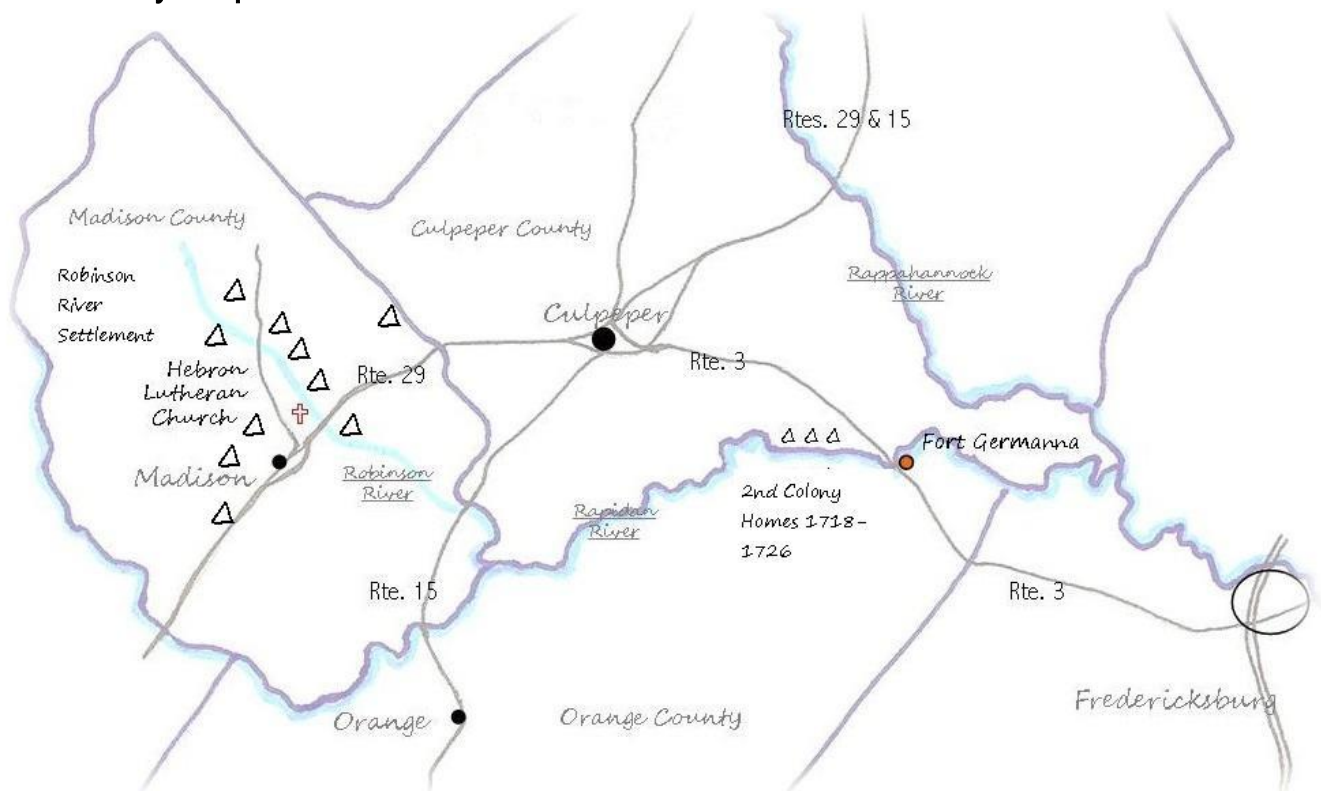 Rtes. 29 & 15
Madison County
Culpeper County
Robinson
River
Settlement
Rappahannock
River
Culpeper
Hebron
Lutheran
Church
Rte. 29
Rte. 3
Fort Germanna
Madison
Robinson
River
2nd Colony
Homes 1718-
1726
Rapidan
River
Rte. 15
Rte. 3
Fredericksburg
Orange
Orange County